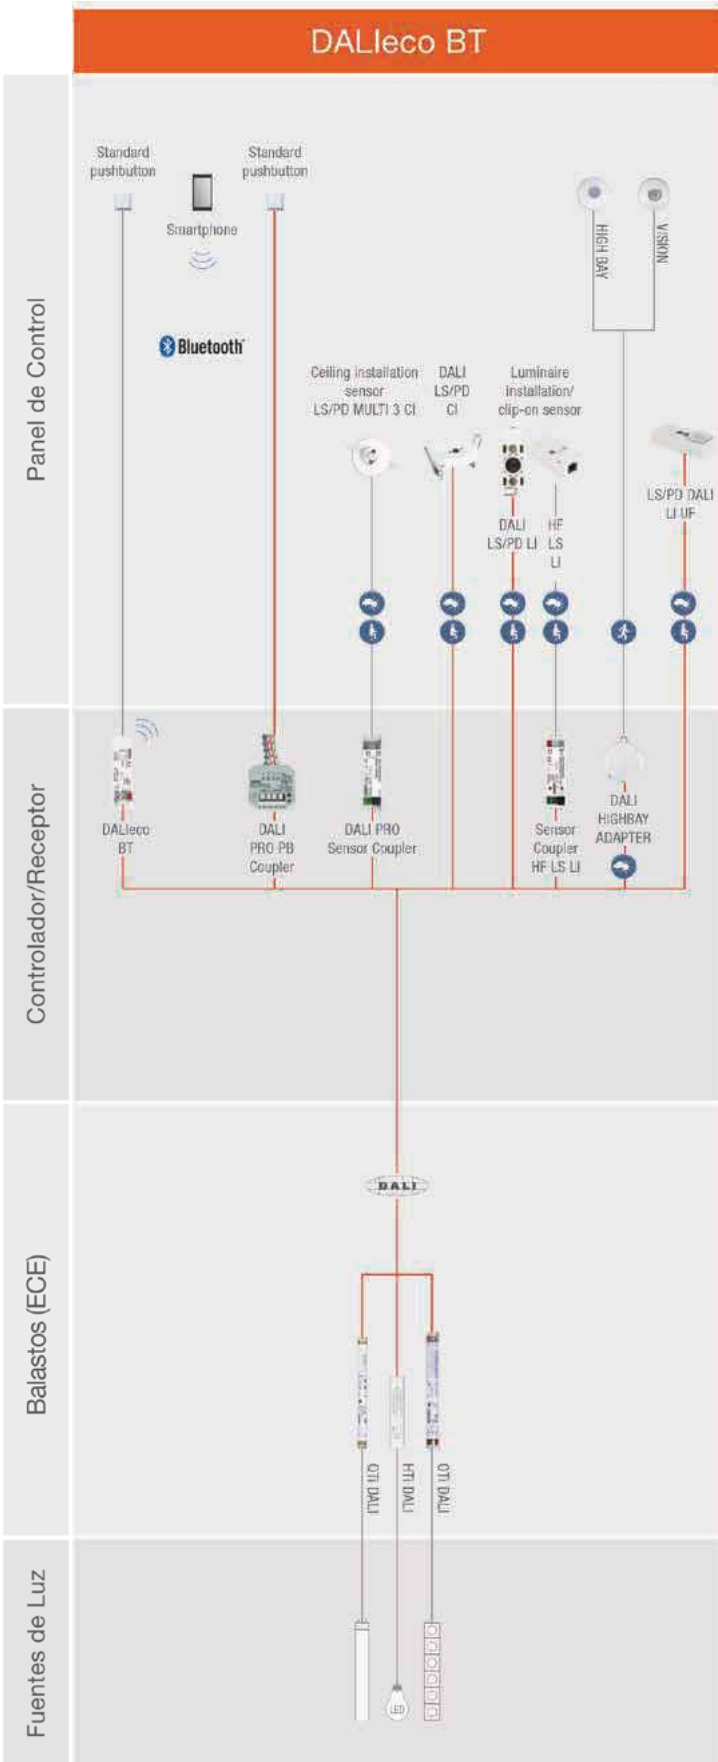 DALIeco BT
Panel de Control
Standard
pushbutton
Smartphone
Standard
pushbutton
Bluetooth
HIGH BAY
VISION
Ceiling installation
sensor
LS/PD MULTI 3 CI
DALI
LS/PD
CI
Luminaire
installation/
clip-on sensor
DALI
LS/PD LI
HF
LS
LI
LS/PD DALI
LI UF
Controlador/Receptor
DALIeco
BT
DALI
PRO PB
Coupler
DALI PRO
Sensor Coupler
Sensor
Coupler
HF LS LI
DALI
HIGHBAY
ADAPTER
Balastos (ECE)
DALI
QTi DALI
HTi DALI
OTi DALI
Fuentes de Luz
LED